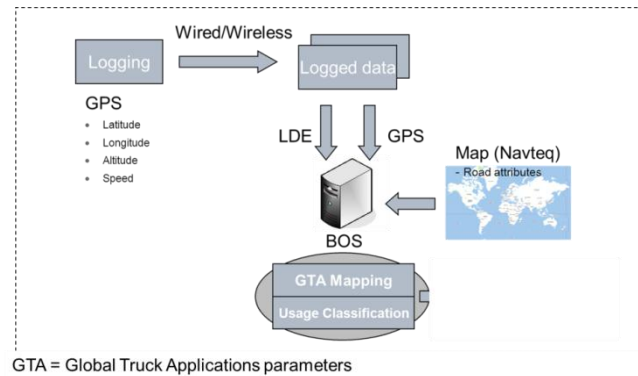 Wired/Wireless
Logging
Logged data
GPS
• Latitude
• Longitude
• Altitude
• Speed
LDE
GPS
Map (Navteq)
- Road attributes
BOS
GTA Mapping
Usage Classification
GTA = Global Truck Applications parameters